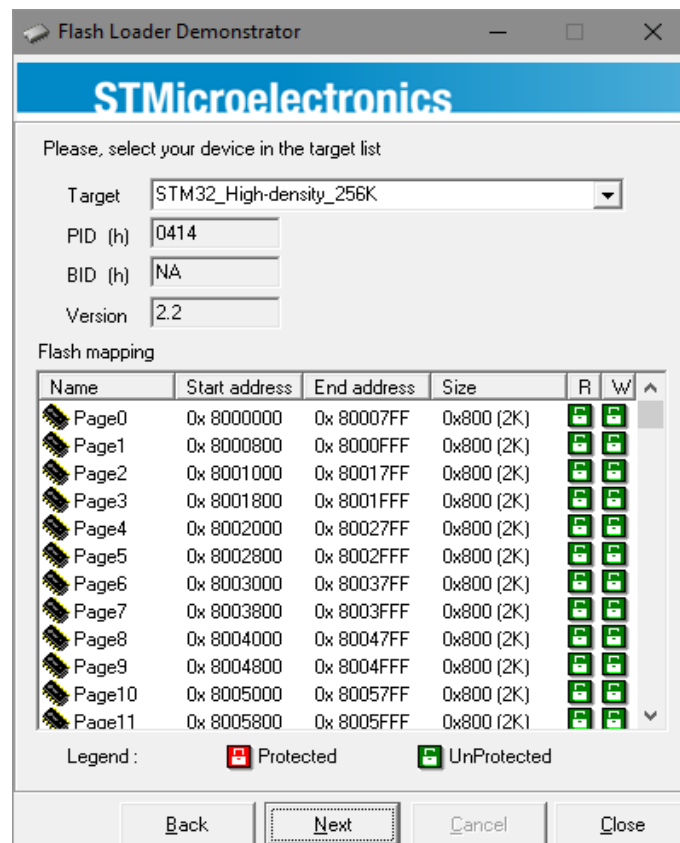 Flash Loader Demonstrator
STMicroelectronics
Please, select your device in the target list
Target STM32_High-density_256K
PID (h) 0414
BID (h) NA
Version 2.2
Flash mapping
Name Start address End address Size R W
Page0 0x 8000000 0x 80007FF 0x800 (2K)
Page1 0x 8000800 0x 8000FFF 0x800 (2K)
Page2 0x 8001000 0x 80017FF 0x800 (2K)
Page3 0x 8001800 0x 8001FFF 0x800 (2K)
Page4 0x 8002000 0x 80027FF 0x800 (2K)
Page5 0x 8002800 0x 8002FFF 0x800 (2K)
Page6 0x 8003000 0x 80037FF 0x800 (2K)
Page7 0x 8003800 0x 8003FFF 0x800 (2K)
Page8 0x 8004000 0x 80047FF 0x800 (2K)
Page9 0x 8004800 0x 8004FFF 0x800 (2K)
Page10 0x 8005000 0x 80057FF 0x800 (2K)
Page11 0x 8005800 0x 8005FFF 0x800 (2K)
Legend : Protected UnProtected
Back Next Cancel Close